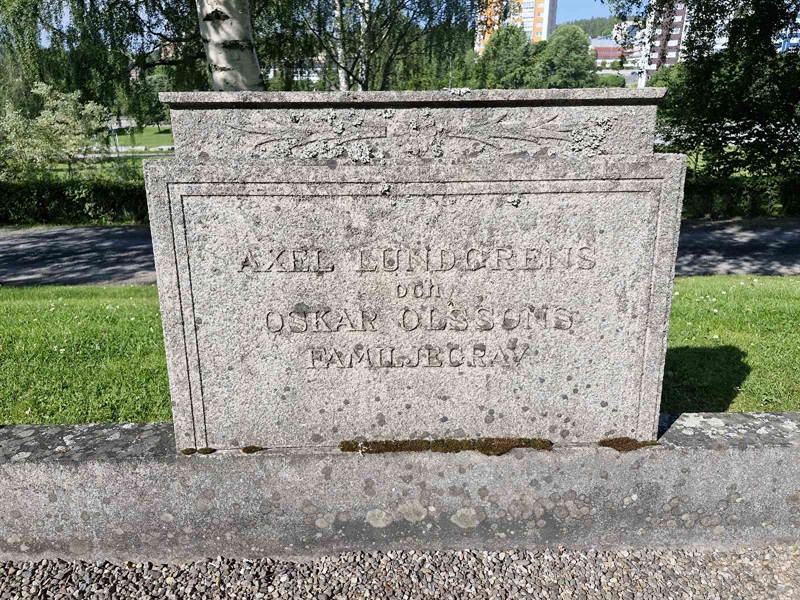 AXEL LUNDGRENS
och
OSKAR OLSSONS
FAMILJEGRAV